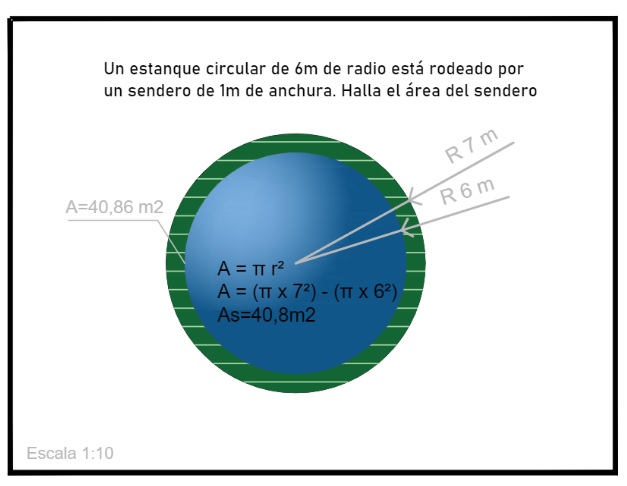 Un estanque circular de 6m de radio está rodeado por
un sendero de 1m de anchura. Halla el área del sendero
R 7 m
R 6 m
A=40,86 m2
A = π r²
A = (π x 7²) - (π x 6²)
As=40,8m2
Escala 1:10